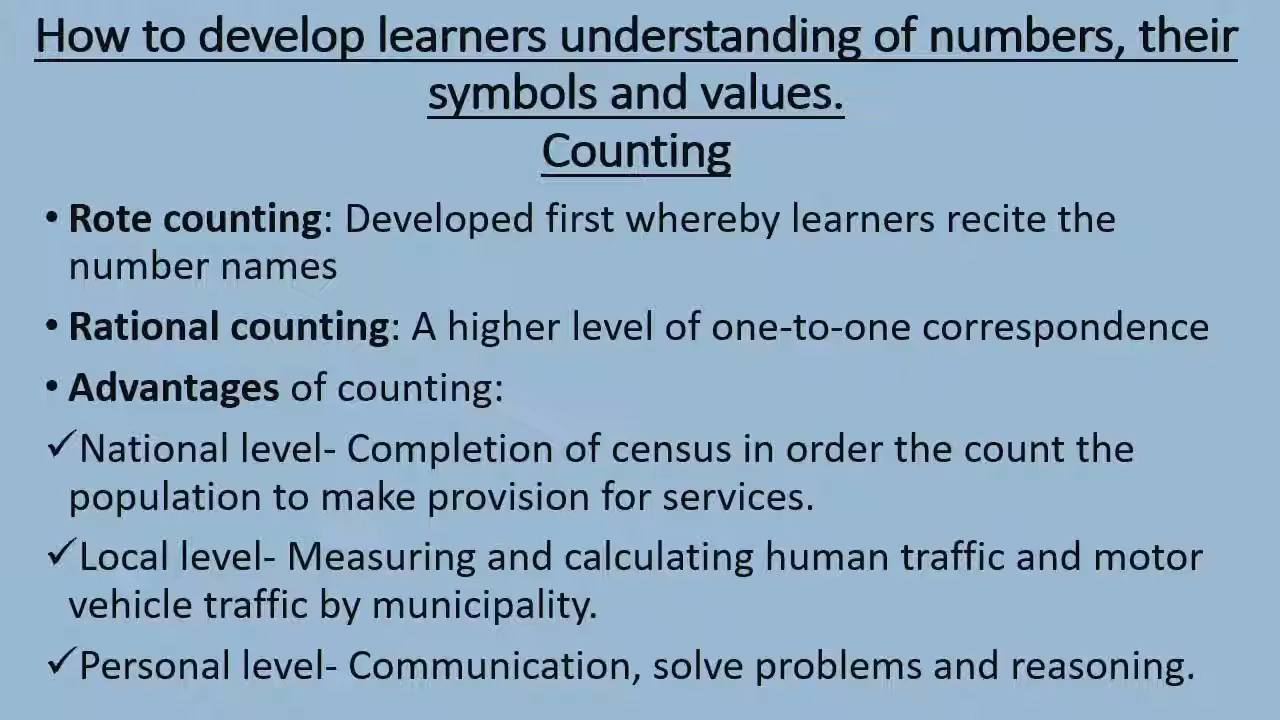 How to develop learners understanding of numbers, their
symbols and values.
Counting
• Rote counting: Developed first whereby learners recite the
number names
• Rational counting: A higher level of one-to-one correspondence
• Advantages of counting:
✓National level- Completion of census in order the count the
population to make provision for services.
✓Local level- Measuring and calculating human traffic and motor
vehicle traffic by municipality.
✓Personal level- Communication, solve problems and reasoning.